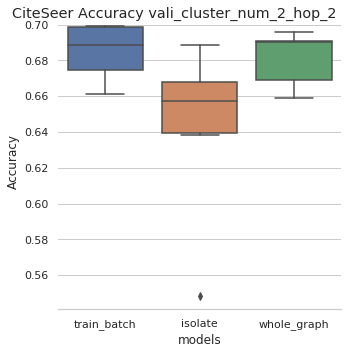 CiteSeer Accuracy vali_cluster_num_2_hop_2
0.70
0.68
0.66
0.64
0.62
0.60
0.58
0.56
Accuracy
train_batch isolate whole_graph
models